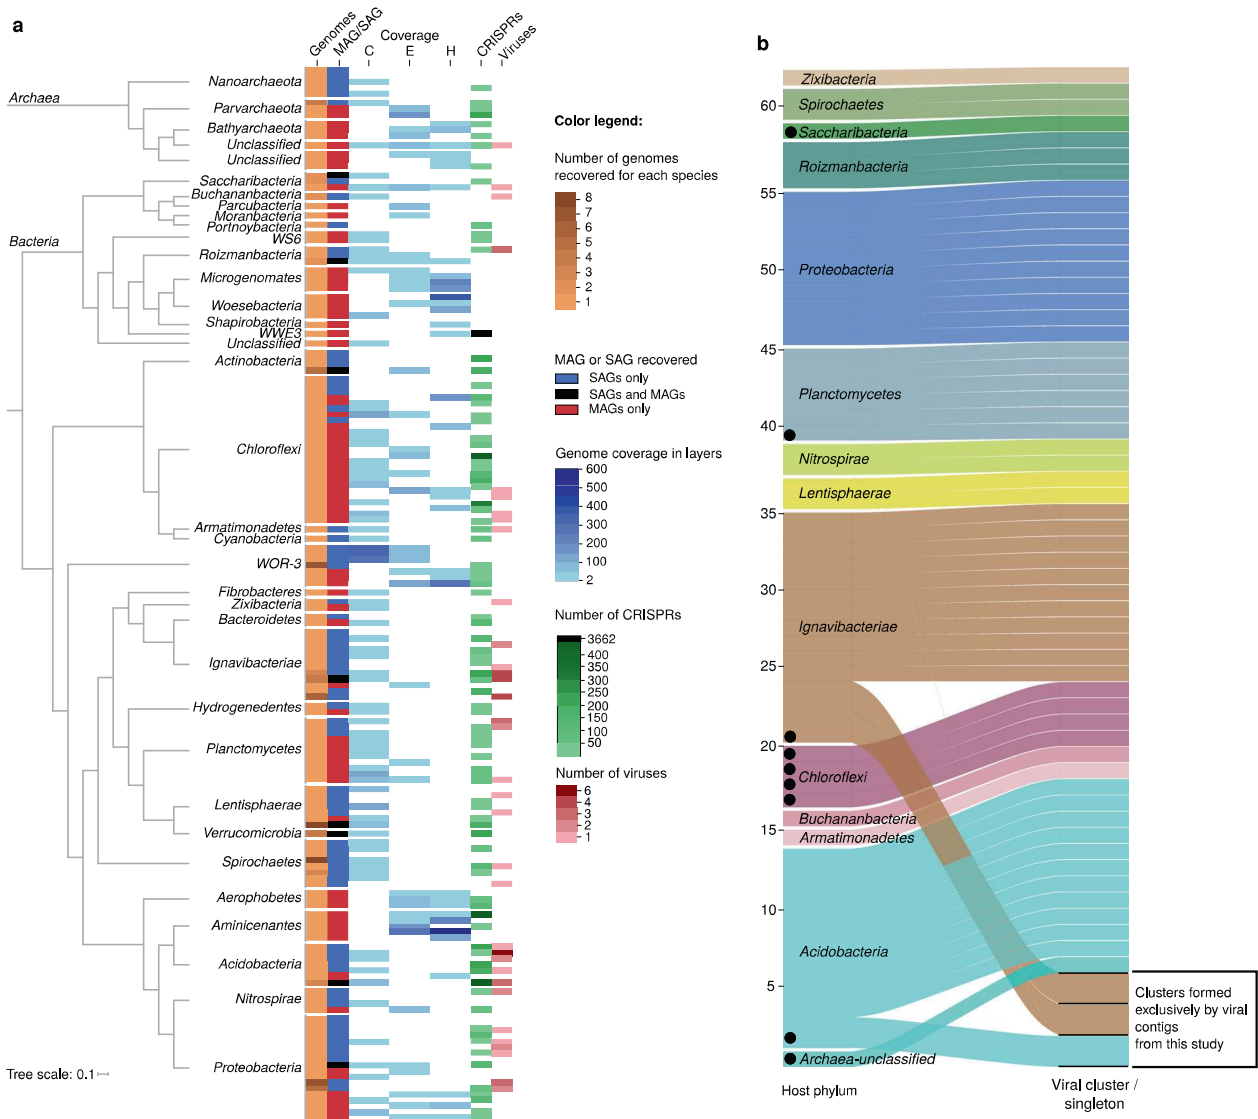 a
Genomes
MAG/SAG
Coverage
C
E
H
CRISPRs
Viruses
Archaea
Nanoarchaeota
Parvarchaeota
Bathyarchaeota
Unclassified
Unclassified
Bacteria
Saccharibacteria
Buchananbacteria
Parcubacteria
Moranbacteria
Portnoybacteria
WS6
Roizmanbacteria
Microgenomates
Woesebacteria
Shapirobacteria
WWE3
Unclassified
Actinobacteria
Chloroflexi
Armatimonadetes
Cyanobacteria
WOR-3
Fibrobacteres
Zixibacteria
Bacteroidetes
Ignavibacteriae
Hydrogenedentes
Planctomycetes
Lentisphaerae
Verrucomicrobia
Spirochaetes
Aerophobetes
Aminicenantes
Acidobacteria
Nitrospirae
Proteobacteria
Tree scale: 0.1
Color legend:
Number of genomes
recovered for each species
8
7
6
5
4
3
2
1
MAG or SAG recovered
SAGs only
SAGs and MAGs
MAGs only
Genome coverage in layers
600
500
400
300
200
100
2
Number of CRISPRs
3662
400
300
250
200
150
100
50
Number of viruses
6
4
3
2
1
b
60
55
50
45
40
35
30
25
20
15
10
5
Zixibacteria
Spirochaetes
Saccharibacteria
Roizmanbacteria
Proteobacteria
Planctomycetes
Nitrospirae
Lentisphaerae
Ignavibacteriae
Chloroflexi
Buchananbacteria
Armatimonadetes
Acidobacteria
Archaea-unclassified
Clusters formed
exclusively by viral
contigs
from this study
Host phylum
Viral cluster /
singleton